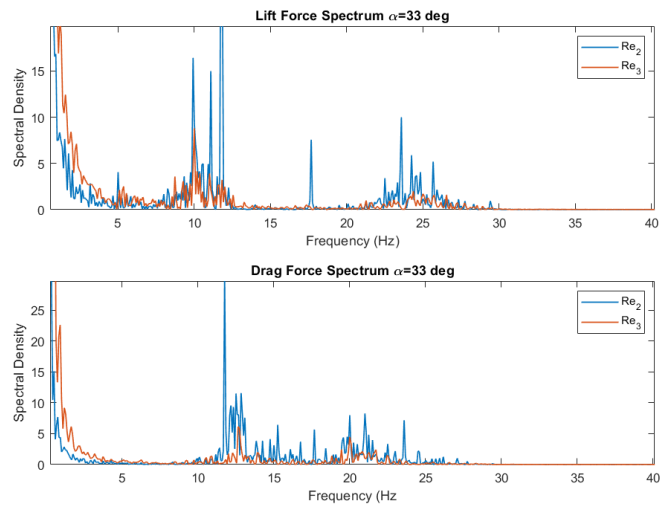 Lift Force Spectrum α=33 deg
Spectral Density
15
10
5
0
5 10 15 20 25 30 35 40
Frequency (Hz
Re2
Re3
Drag Force Spectrum α=33 deg
Spectral Density
25
20
15
10
5
0
5 10 15 20 25 30 35 40
Frequency (Hz
Re2
Re3